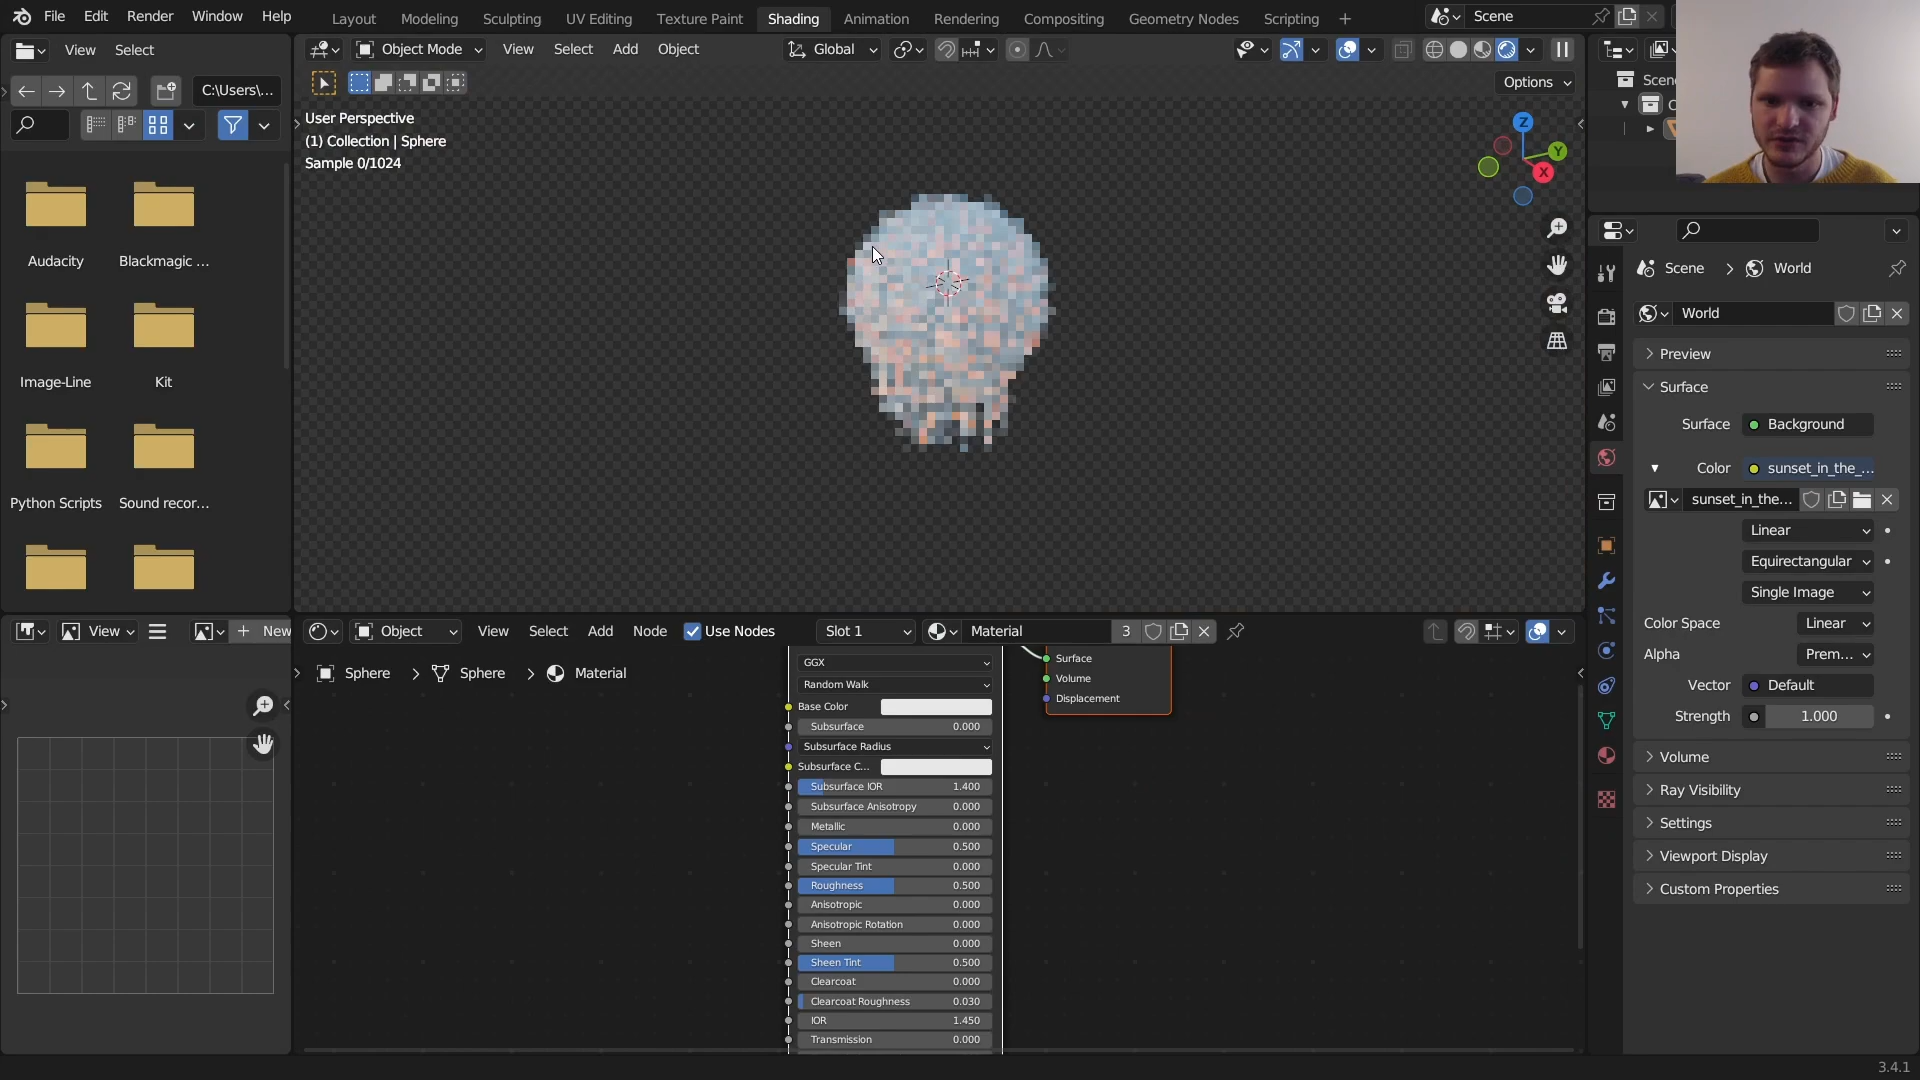 File Edit Render Window Help
Layout Modeling Sculpting UV Editing Texture Paint Shading Animation Rendering Compositing Geometry Nodes Scripting +
Scene
View Select
Object Mode View Select Add Object
Global
C:\Users\...
Options
User Perspective
(1) Collection | Sphere
Sample 0/1024
Z
Y
X
Audacity Blackmagic ...
Image-Line Kit
Python Scripts Sound recor...
Scene World
World
Preview
Surface
Surface Background
Color sunset_in_the_...
sunset_in_the...
Linear
Equirectangular
Single Image
Color Space Linear
Alpha Prem...
Vector Default
Strength 1.000
Volume
Ray Visibility
Settings
Viewport Display
Custom Properties
View New
Object View Select Add Node Use Nodes Slot 1 Material 3
Sphere > Sphere > Material
GGX
Random Walk
Base Color
Subsurface 0.000
Subsurface Radius
Subsurface C...
Subsurface IOR 1.400
Subsurface Anisotropy 0.000
Metallic 0.000
Specular 0.500
Specular Tint 0.000
Roughness 0.500
Anisotropic 0.000
Anisotropic Rotation 0.000
Sheen 0.000
Sheen Tint 0.500
Clearcoat 0.000
Clearcoat Roughness 0.030
IOR 1.450
Transmission 0.000
Surface
Volume
Displacement
3.4.1